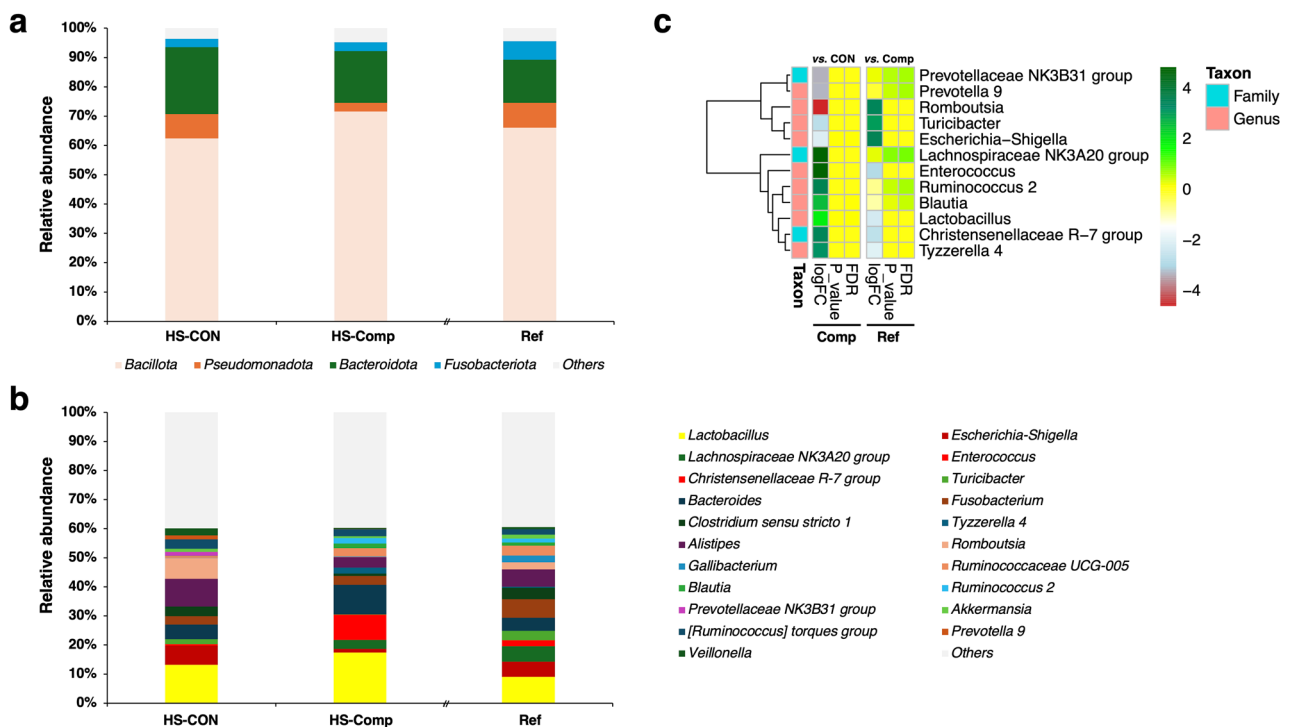 a
Relative abundance
100%
90%
80%
70%
60%
50%
40%
30%
20%
10%
0%
HS-CON HS-Comp Ref
Bacillota Pseudomonadota Bacteroidota Fusobacteriota Others
b
Relative abundance
100%
90%
80%
70%
60%
50%
40%
30%
20%
10%
0%
HS-CON HS-Comp Ref
Lactobacillus Escherichia-Shigella
Lachnospiraceae NK3A20 group Enterococcus
Christensenellaceae R-7 group Turicibacter
Bacteroides Fusobacterium
Clostridium sensu stricto 1 Tyzzerella 4
Alistipes Romboutsia
Gallibacterium Ruminococcaceae UCG-005
Blautia Ruminococcus 2
Prevotellaceae NK3B31 group Akkermansia
[Ruminococcus] torques group Prevotella 9
Veillonella Others
c
vs. CON vs. Comp
Prevotellaceae NK3B31 group
Prevotella 9
Romboutsia
Turicibacter
Escherichia−Shigella
Lachnospiraceae NK3A20 group
Enterococcus
Ruminococcus 2
Blautia
Lactobacillus
Christensenellaceae R−7 group
Tyzzerella 4
Taxon logFC P_value FDR logFC P_value FDR
Comp Ref
4
2
0
−2
−4
Taxon
Family
Genus